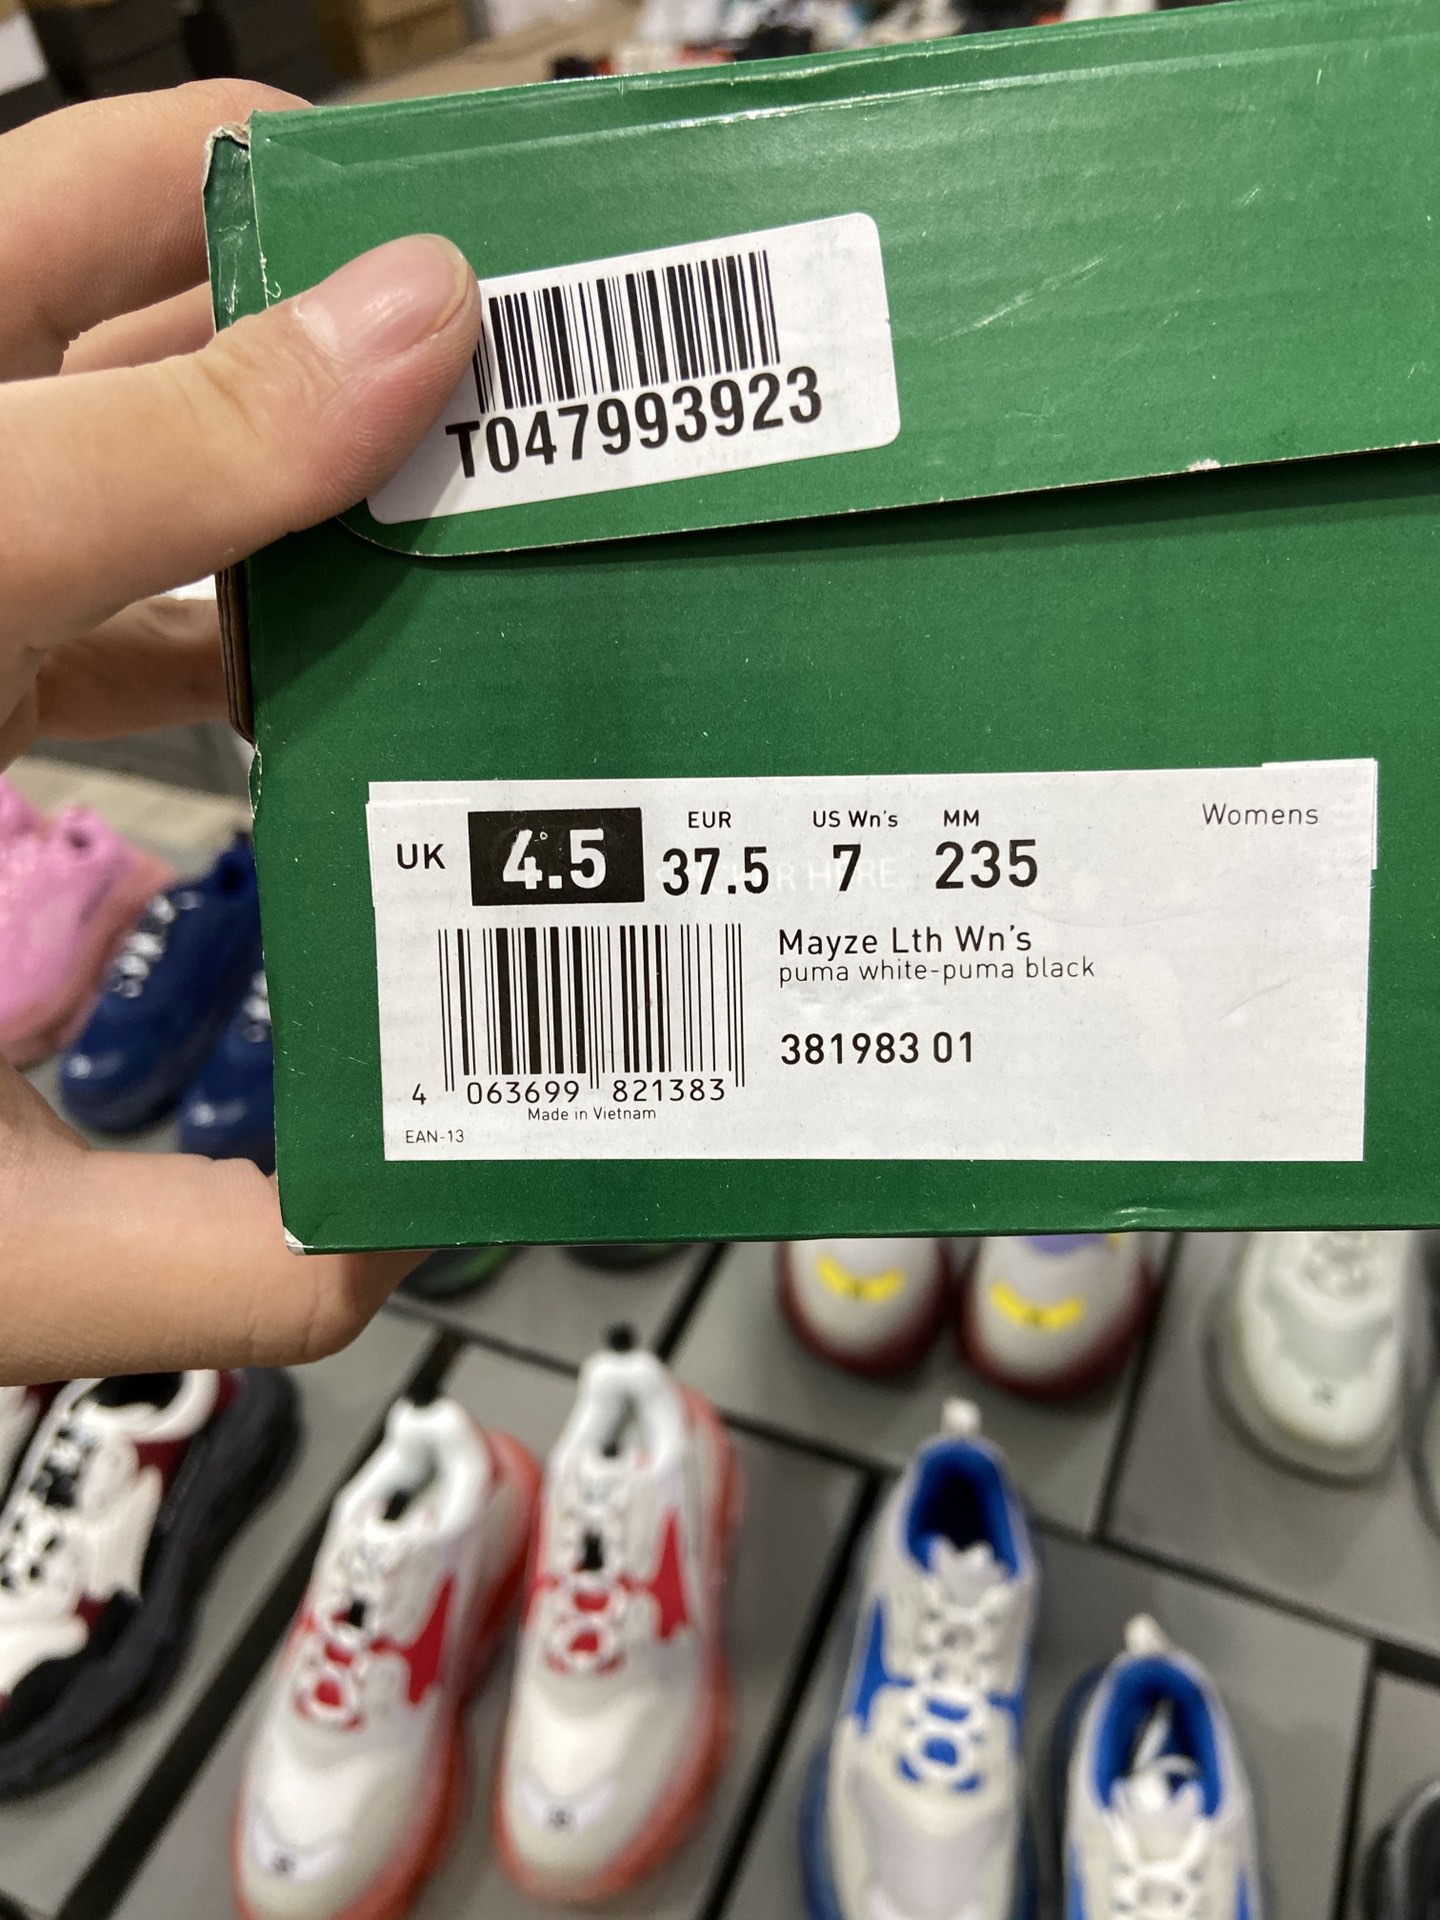 T047993923
UK 4.5
EUR 37.5
US Wn's 7
MM 235
Womens
Mayze Lth Wn's
puma white-puma black
381983 01
4 063699 821383
Made in Vietnam
EAN-13